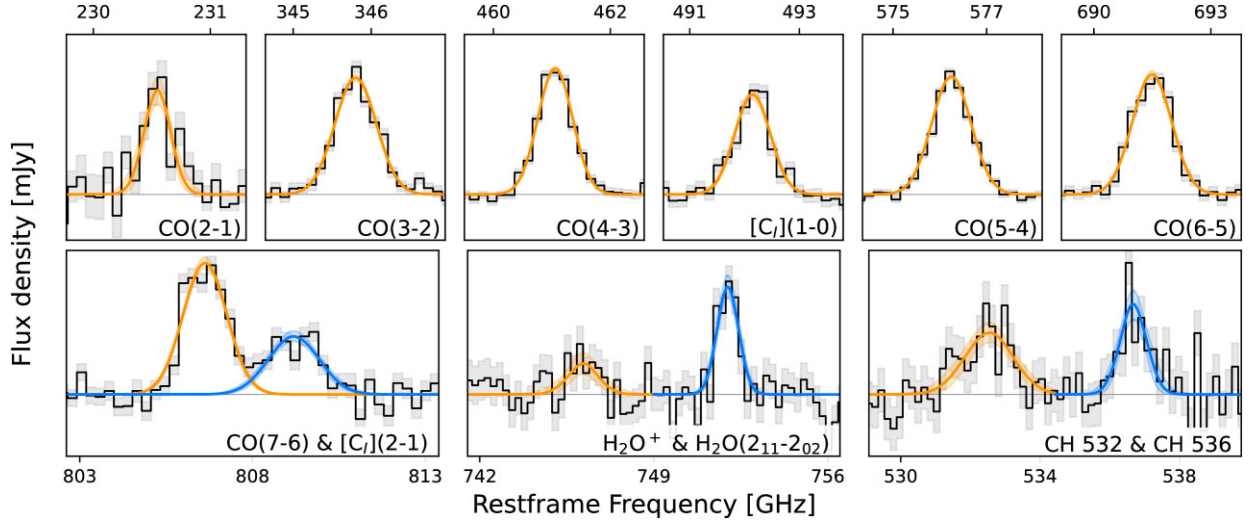 230 231 345 346 460 462 491 493 575 577 690 693
Flux density [mJy]
CO(2-1) CO(3-2) CO(4-3) [C_I](1-0) CO(5-4) CO(6-5)
CO(7-6) & [C_I](2-1) H₂O⁺ & H₂O(2₁₁-2₀₂) CH 532 & CH 536
803 808 813 742 749 756 530 534 538
Restframe Frequency [GHz]